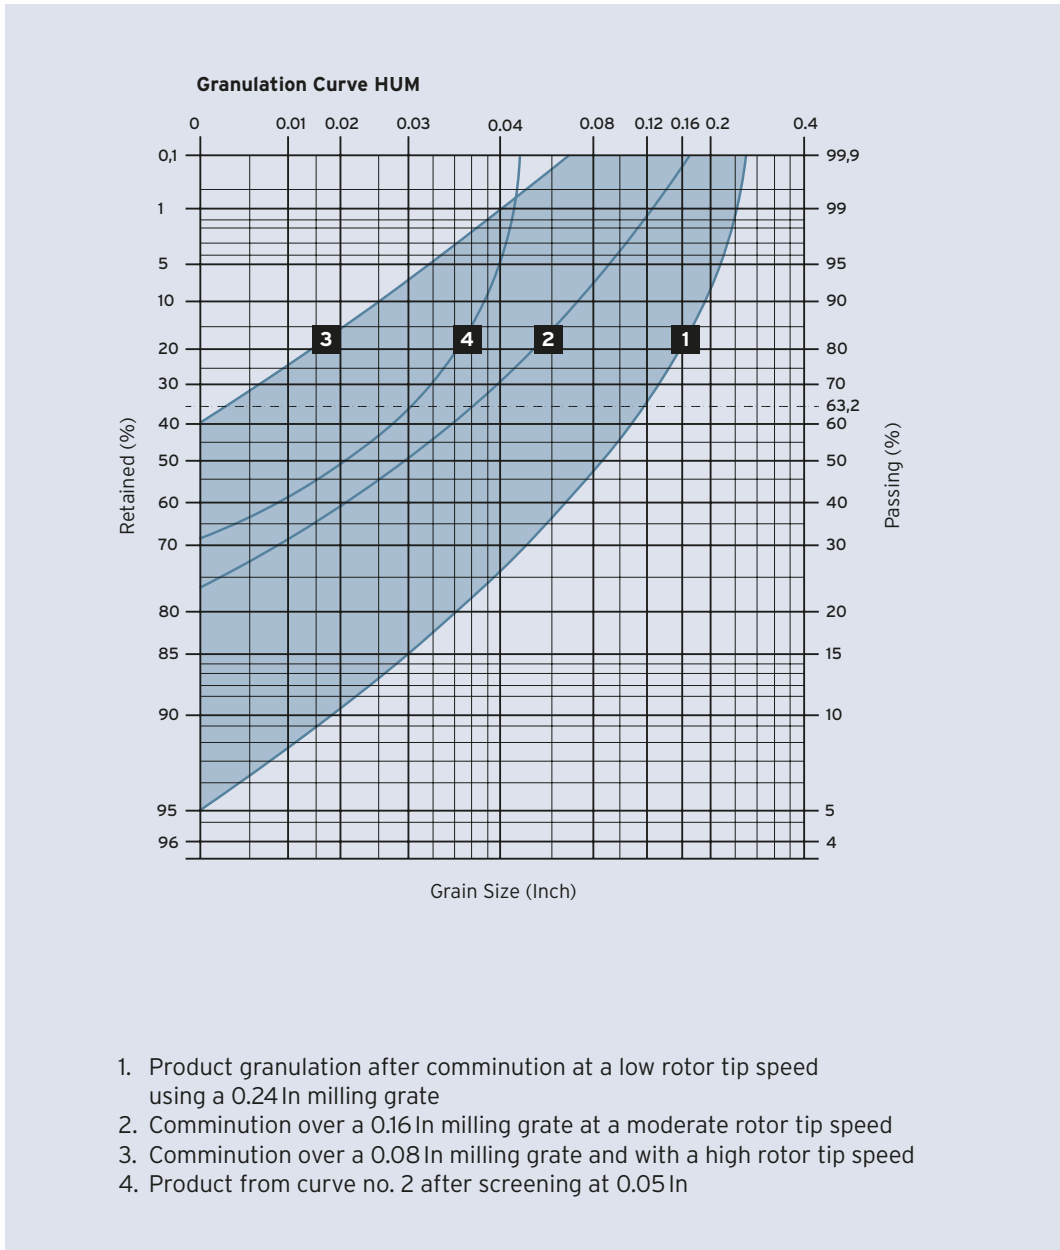 Granulation Curve HUM
0 0.01 0.02 0.03 0.04 0.08 0.12 0.16 0.2 0.4
0,1 99,9
1 99
5 95
10 90
3 4 2 1
20 80
30 70
63,2
40 60
50 50
60 40
70 30
80 20
85 15
90 10
95 5
96 4
Retained (%)
Passing (%)
Grain Size (Inch)
1. Product granulation after comminution at a low rotor tip speed
using a 0.24 In milling grate
2. Comminution over a 0.16 In milling grate at a moderate rotor tip speed
3. Comminution over a 0.08 In milling grate and with a high rotor tip speed
4. Product from curve no. 2 after screening at 0.05 In